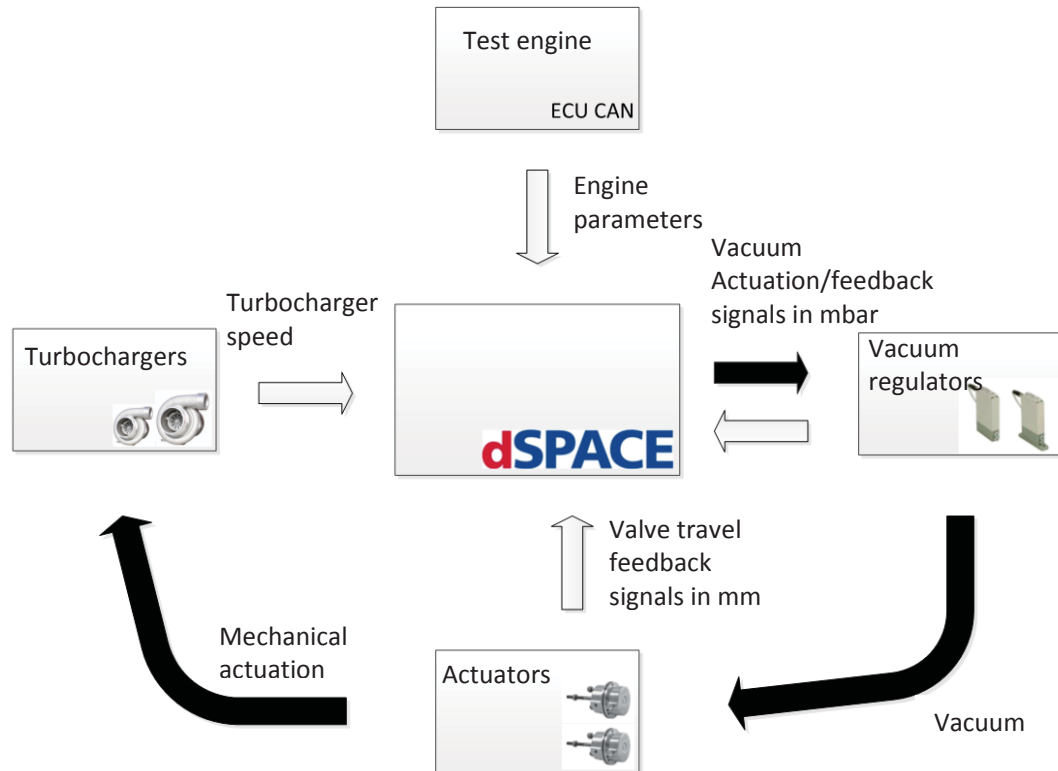 Test engine
ECU CAN
Engine
parameters
Vacuum
Actuation/feedback
signals in mbar
Turbocharger
speed
Turbochargers
dSPACE
Vacuum
regulators
Valve travel
feedback
signals in mm
Mechanical
actuation
Actuators
Vacuum